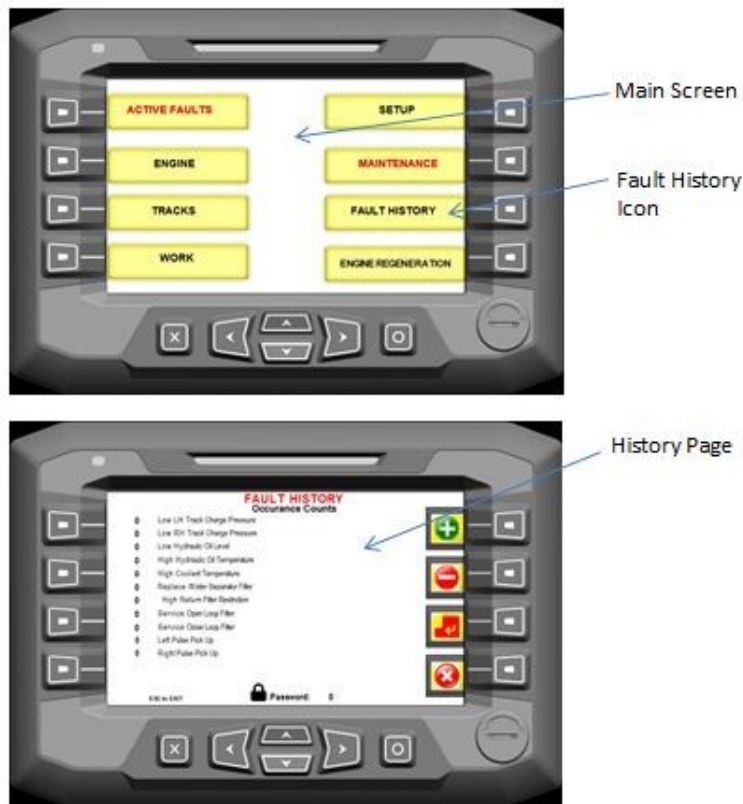 ACTIVE FAULTS
SETUP
ENGINE
MAINTENANCE
TRACKS
FAULT HISTORY
WORK
ENGINE REGENERATION
X
O
Main Screen
Fault History
Icon
FAULT HISTORY
Occurance Counts
0 Low L/H Track Charge Pressure
0 Low R/H Track Charge Pressure
0 Low Hydraulic Oil Level
0 High Hydraulic Oil Temperature
0 High Coolant Temperature
0 Replace Water Separator Filter
0 High Return Filter Restriction
0 Service Open Loop Filter
0 Service Close Loop Filter
0 Left Pulse Pick Up
0 Right Pulse Pick Up
ESC to EXIT
Password: 0
X
O
History Page